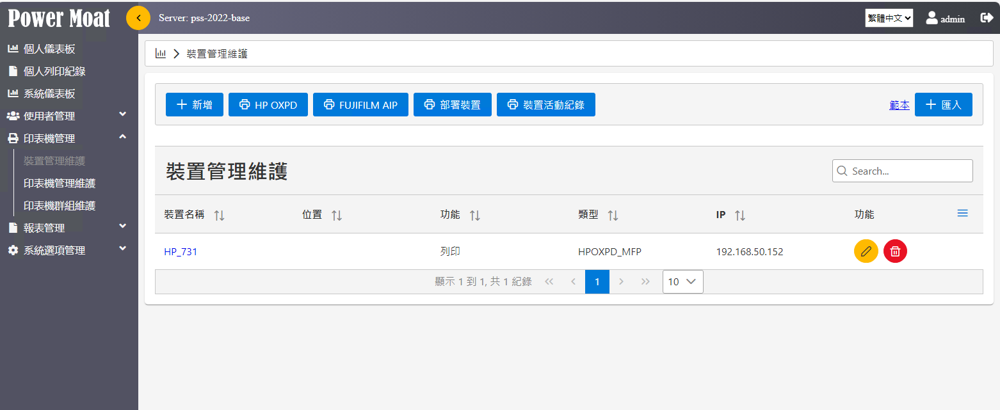 Power Moat
Server: pss-2022-base
繁體中文
admin
個人儀表板
個人列印紀錄
系統儀表板
使用者管理
印表機管理
裝置管理維護
印表機管理維護
印表機群組維護
報表管理
系統選項管理
裝置管理維護
新增 HP OXPD FUJIFILM AIP 部署裝置 裝置活動紀錄 範本 匯入
裝置管理維護
Search...
裝置名稱 位置 功能 類型 IP 功能
HP_731 列印 HPOXPD_MFP 192.168.50.152
顯示 1 到 1, 共 1 紀錄 1 10